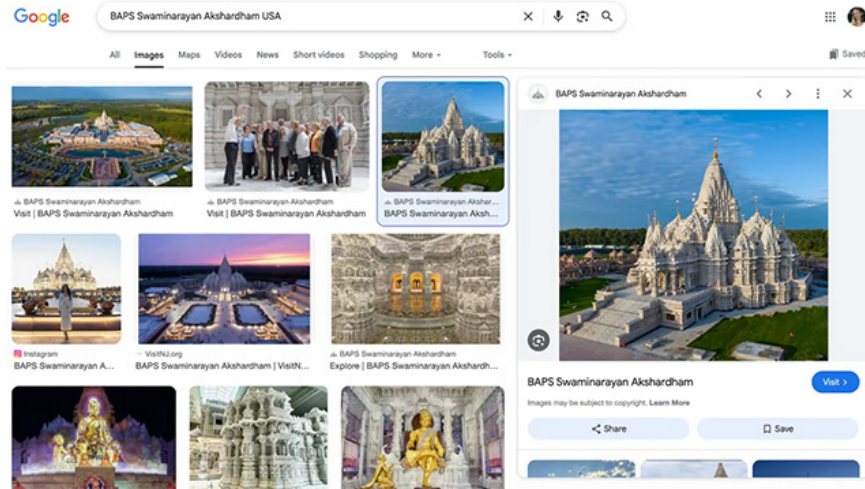 Google
BAPS Swaminarayan Akshardham USA
All Images Maps Videos News Short videos Shopping More Tools
Saved
BAPS Swaminarayan Akshardham
Visit | BAPS Swaminarayan Akshardham
BAPS Swaminarayan Akshardham
Visit | BAPS Swaminarayan Akshardham
BAPS Swaminarayan Akshar...
BAPS Swaminarayan Aksh...
Instagram
BAPS Swaminarayan A...
VisitNJ.org
BAPS Swaminarayan Akshardham | VisitN...
BAPS Swaminarayan Akshardham
Explore | BAPS Swaminarayan Akshardh...
BAPS Swaminarayan Akshardham
BAPS Swaminarayan Akshardham
Visit >
Images may be subject to copyright. Learn More
Share
Save